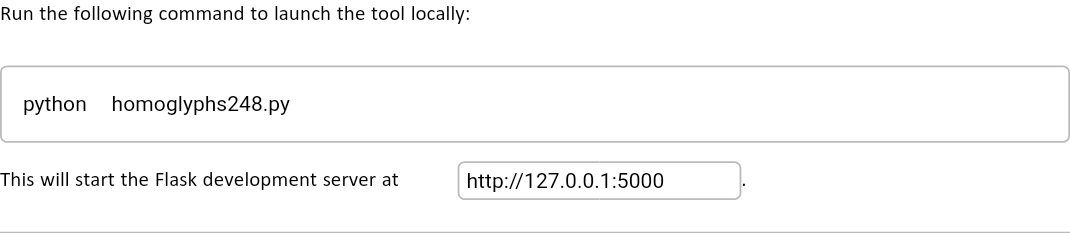 Run the following command to launch the tool locally:
python homoglyphs248.py
This will start the Flask development server at http://127.0.0.1:5000.